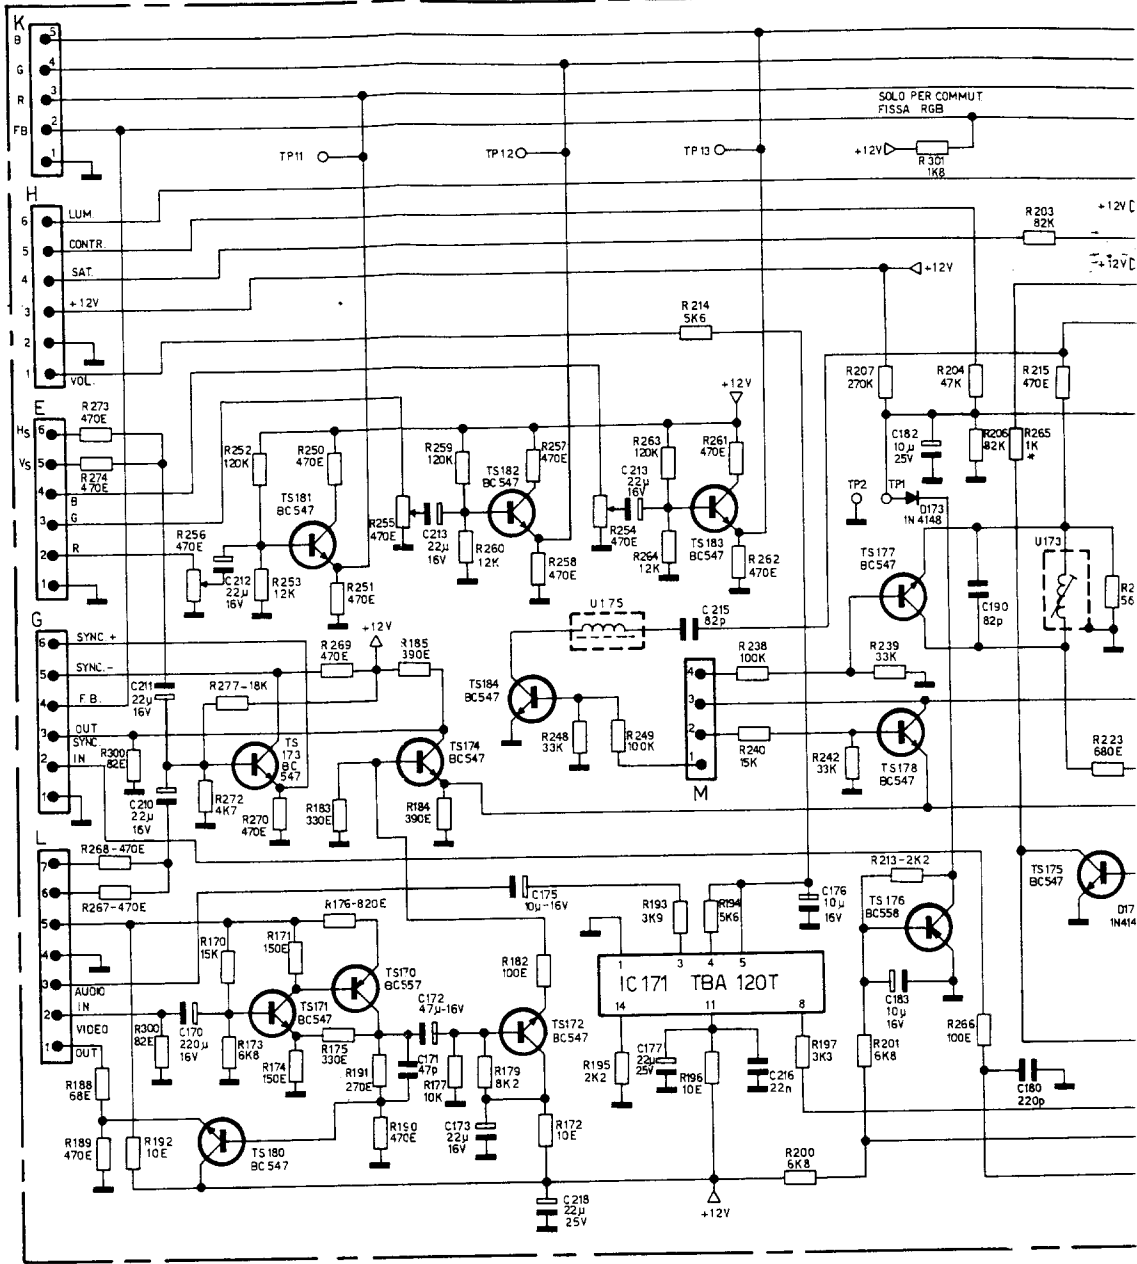 K
5
B
4
G
3
R
2
FB
1
SOLO PER COMMUT.
FISSA RGB
TP11
TP12
TP13
+12V
R301
1K8
H
6
LUM.
5
CONTR.
4
SAT.
3
+12V
2
1
VOL.
R203
82K
+12V
+12V
+12V
R214
5K6
R207
270K
R204
47K
R215
470E
+12V
E
R273
470E
HS
6
VS
5
R274
470E
4
B
3
G
2
R
1
R252
120K
R250
470E
R259
120K
R257
470E
R263
120K
R261
470E
C182
10µ
25V
R206
82K
R265
1K
*
TS181
BC547
TS182
BC547
C213
22µ
16V
TP2
TP1
D173
1N4148
R256
470E
R255
470E
C213
22µ
16V
R260
12K
R254
470E
R264
12K
TS183
BC547
R262
470E
C212
22µ
16V
R253
12K
R251
470E
R258
470E
TS177
BC547
U173
C190
82p
R2
56
U175
C215
82p
G
6
SYNC.+
5
SYNC.-
4
F.B.
3
OUT
SYNC.
2
IN
1
+12V
R269
470E
R185
390E
C211
22µ
16V
R277-18K
R238
100K
R239
33K
TS184
BC547
4
3
2
1
M
R300
82E
TS
173
BC
547
TS174
BC547
R248
33K
R249
100K
R240
15K
R242
33K
TS178
BC547
R223
680E
C210
22µ
16V
R272
4K7
R270
470E
R183
330E
R184
390E
L
7
R268-470E
6
R267-470E
5
4
3
AUDIO
IN
2
VIDEO
1
OUT
R213-2K2
TS175
BC547
D17
1N414
R176-820E
C175
10µ-16V
R193
3K9
R194
5K6
C176
10µ
16V
TS176
BC558
R170
15K
R171
150E
R182
100E
TS170
BC557
C172
47µ-16V
1
3
4
5
IC171 TBA 120T
14
11
8
C183
10µ
16V
R300
82E
C170
220µ
16V
R173
6K8
TS171
BC547
R174
150E
R175
330E
R191
270E
C171
47p
R177
10K
R179
8K2
TS172
BC547
R195
2K2
C177
22µ
25V
R196
10E
C216
22n
R197
3K3
R201
6K8
R266
100E
C180
220p
R188
68E
R189
470E
R192
10E
TS180
BC547
R190
470E
C173
22µ
16V
R172
10E
R200
6K8
C218
22µ
25V
+12V